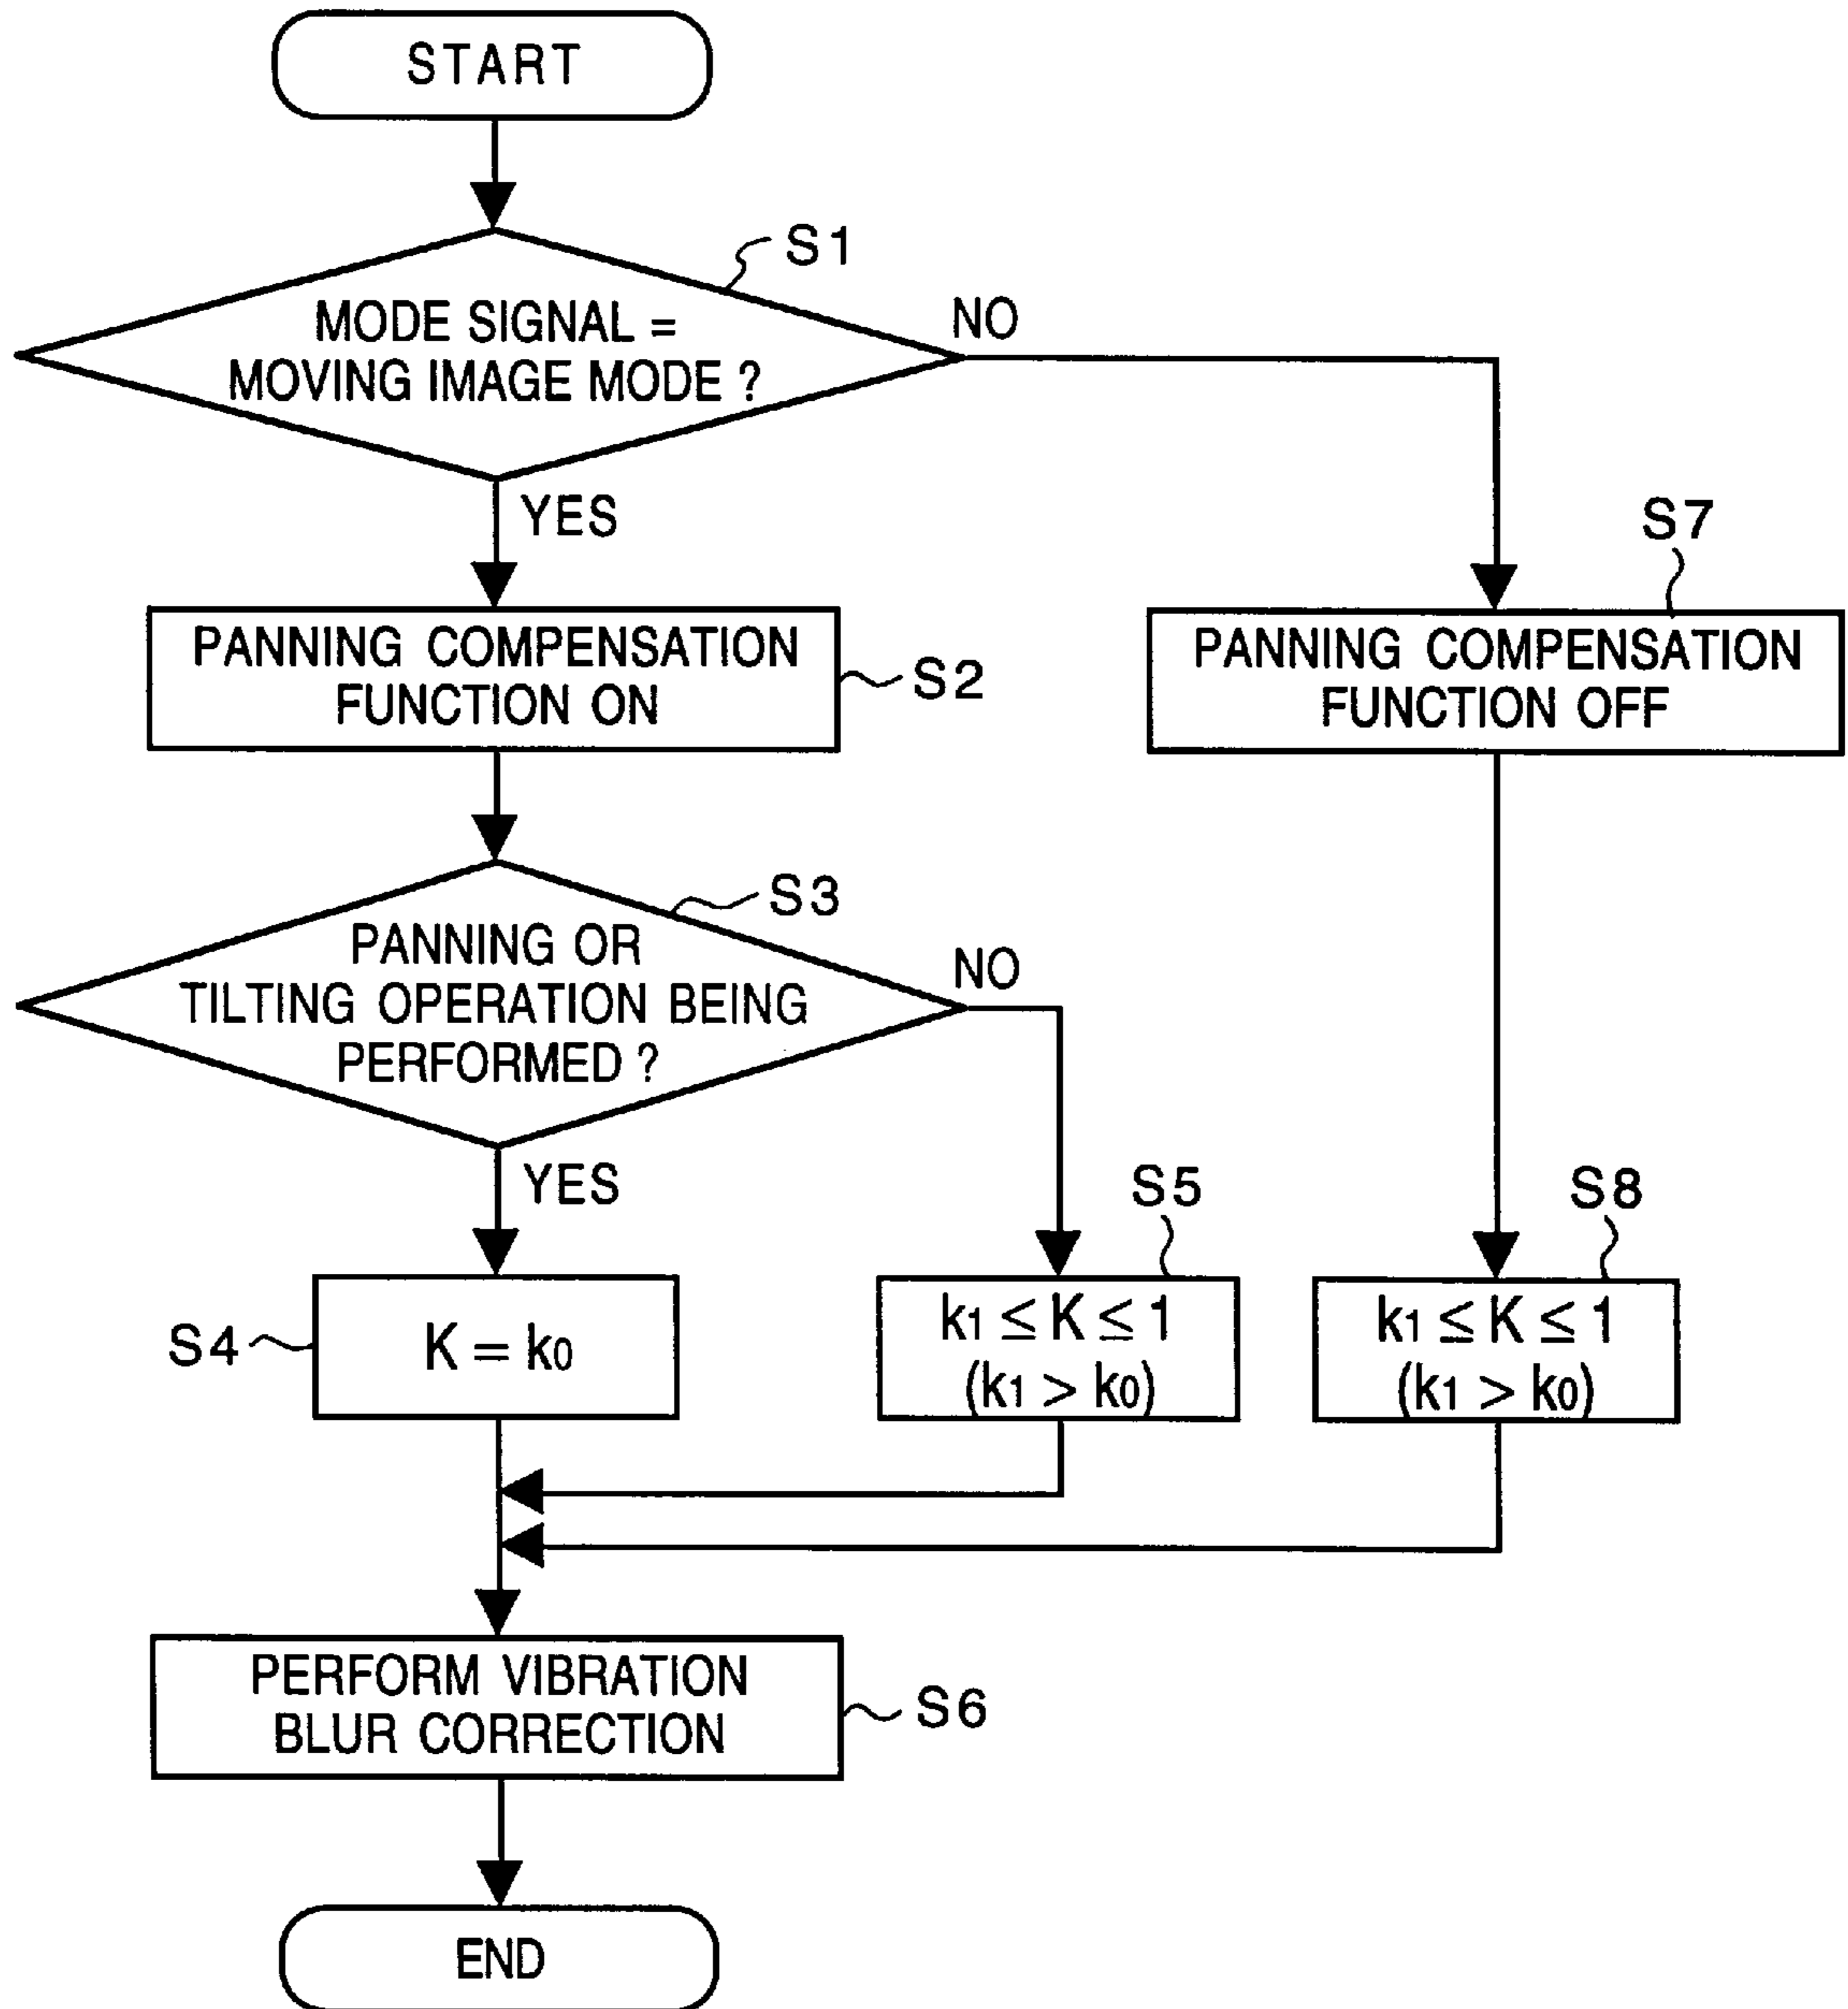 START
S1
MODE SIGNAL =
MOVING IMAGE MODE ?
NO
YES
S7
PANNING COMPENSATION
FUNCTION ON
S2
PANNING COMPENSATION
FUNCTION OFF
S3
PANNING OR
TILTING OPERATION BEING
PERFORMED ?
NO
YES
S5
S8
S4
K = k0
k1 ≤ K ≤ 1
(k1 > k0)
k1 ≤ K ≤ 1
(k1 > k0)
PERFORM VIBRATION
BLUR CORRECTION
S6
END